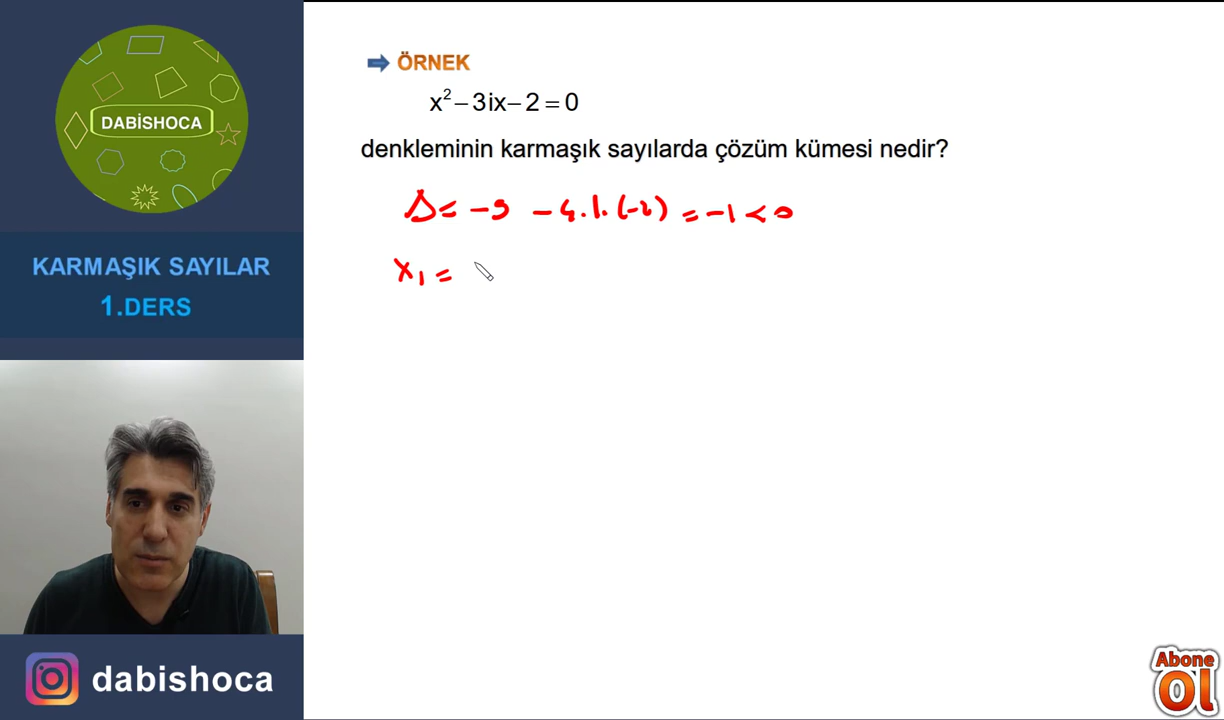 DABİSHOCA
KARMAŞIK SAYILAR
1.DERS
dabishoca
ÖRNEK
x² – 3ix – 2 = 0
denkleminin karmaşık sayılarda çözüm kümesi nedir?
Δ = -9 - 4.1.(-2) = -1 < 0
x₁ =
Abone
Ol